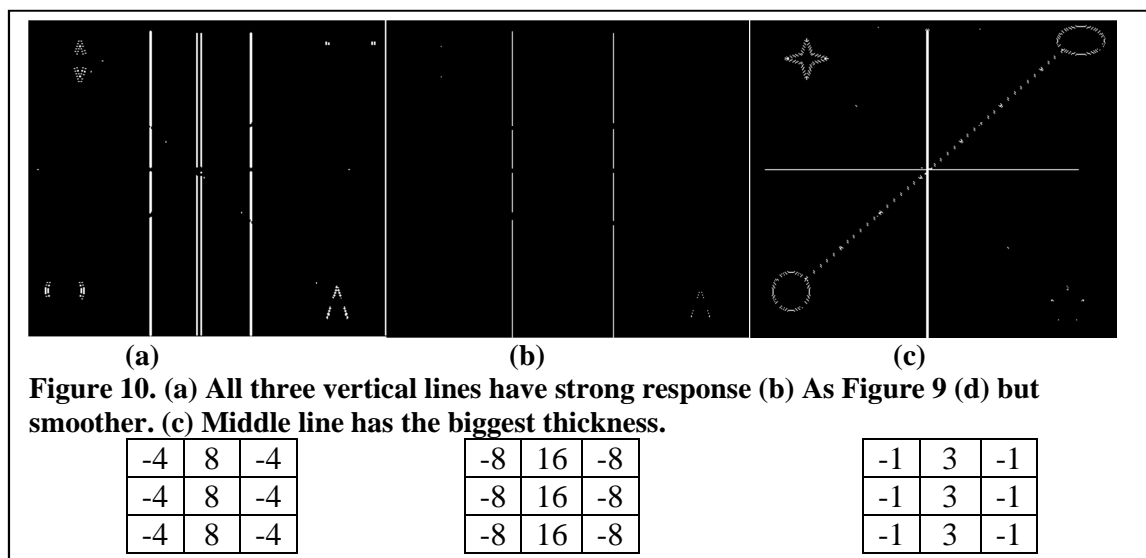 (a) (b) (c)
Figure 10. (a) All three vertical lines have strong response (b) As Figure 9 (d) but
smoother. (c) Middle line has the biggest thickness.
-4 8 -4 -8 16 -8 -1 3 -1
-4 8 -4 -8 16 -8 -1 3 -1
-4 8 -4 -8 16 -8 -1 3 -1